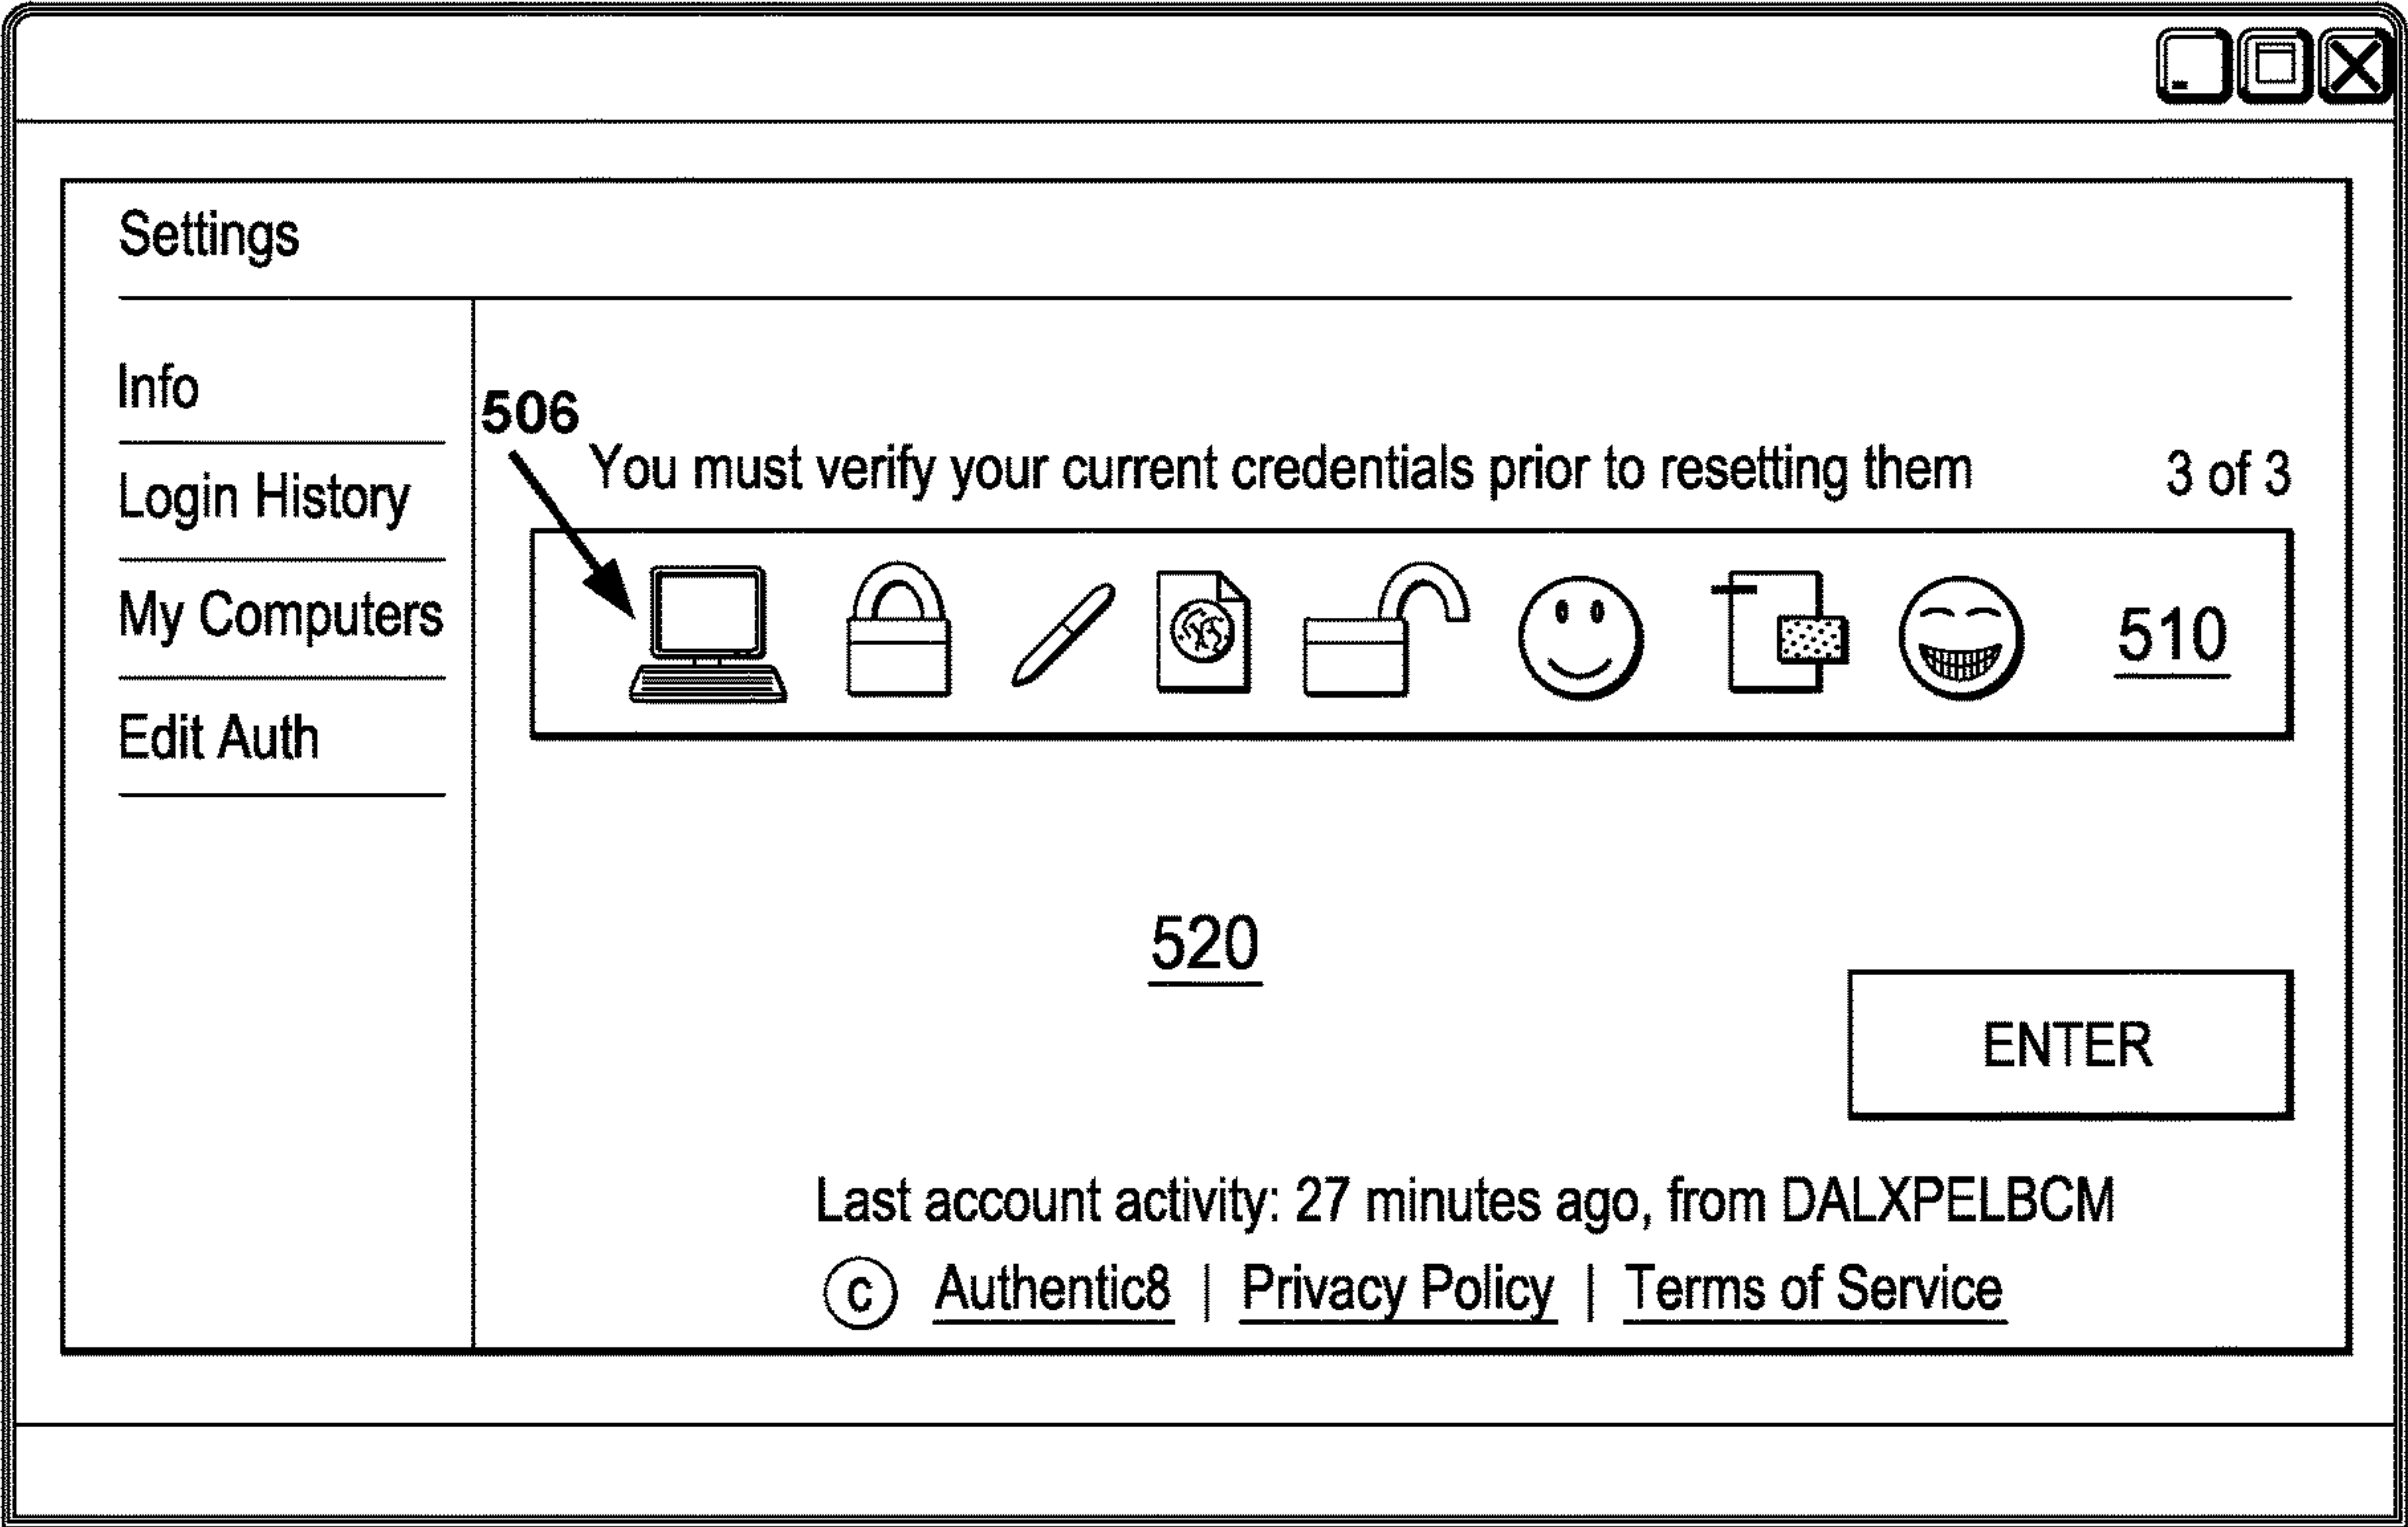 Settings
Info
Login History
My Computers
Edit Auth
506
You must verify your current credentials prior to resetting them 3 of 3
510
520
ENTER
Last account activity: 27 minutes ago, from DALXPELBCM
© Authentic8 | Privacy Policy | Terms of Service